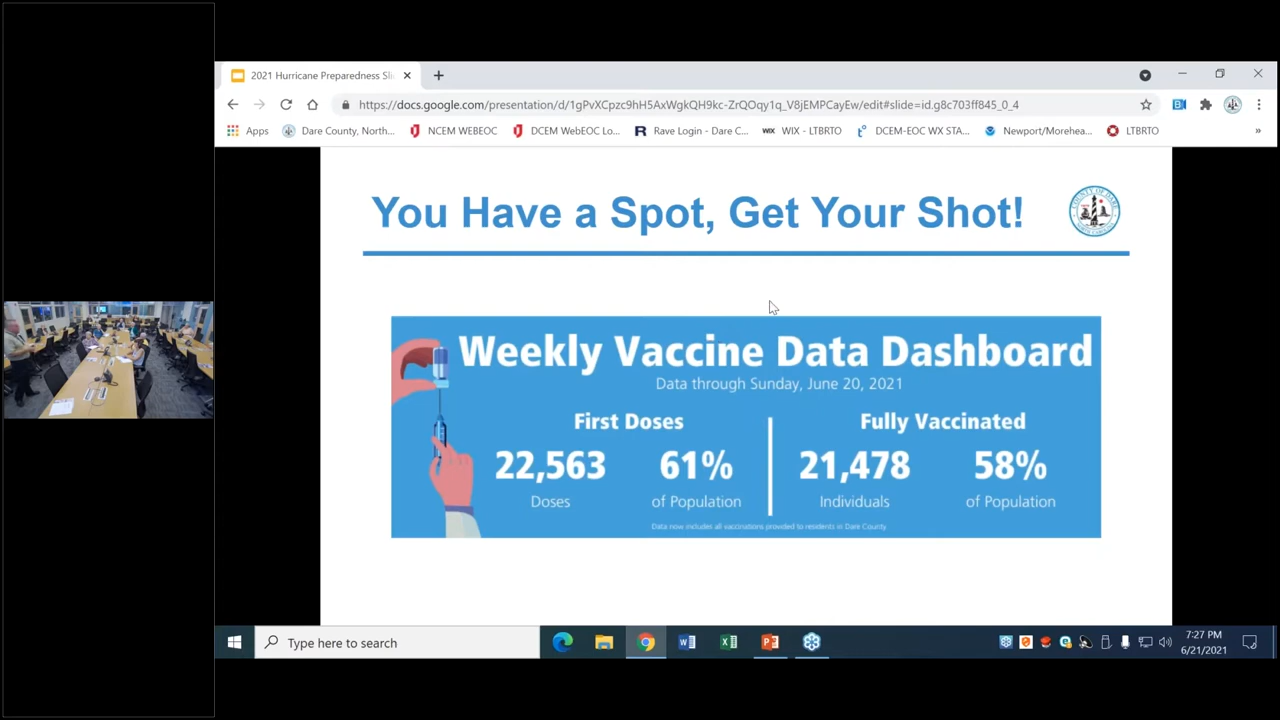 2021 Hurricane Preparedness Sli
https://docs.google.com/presentation/d/1gPvXCpzc9hH5AxWgkQH9kc-ZrQOqy1q_V8jEMPCayEw/edit#slide=id.g8c703ff845_0_4
Apps Dare County, North... NCEM WEBEOC DCEM WebEOC Lo... Rave Login - Dare C... WIX WIX - LTBRTO DCEM-EOC WX STA... Newport/Morehea... LTBRTO »
You Have a Spot, Get Your Shot!
Weekly Vaccine Data Dashboard
Data through Sunday, June 20, 2021
First Doses Fully Vaccinated
22,563 61% 21,478 58%
Doses of Population Individuals of Population
Data now includes all vaccinations provided to residents in Dare County
Type here to search
7:27 PM
6/21/2021